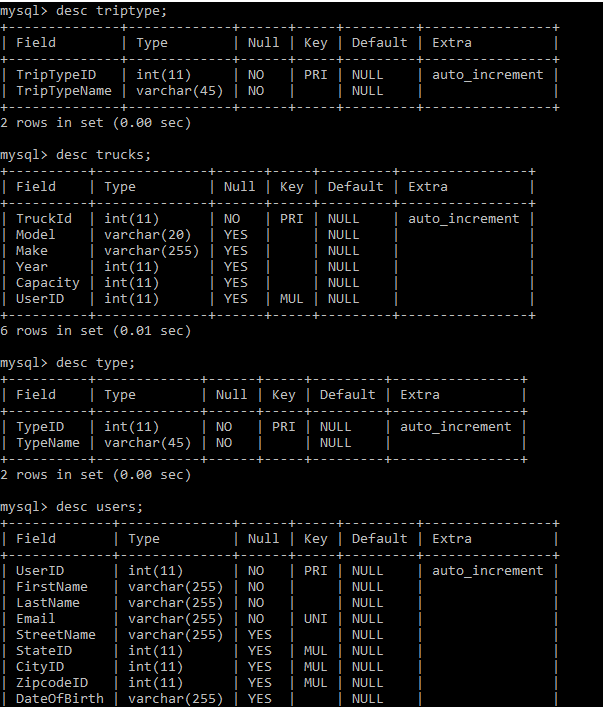 mysql> desc triptype;
+--------------+-------------+------+-----+---------+----------------+
| Field        | Type        | Null | Key | Default | Extra          |
+--------------+-------------+------+-----+---------+----------------+
| TripTypeID   | int(11)     | NO   | PRI | NULL    | auto_increment |
| TripTypeName | varchar(45) | NO   |     | NULL    |                |
+--------------+-------------+------+-----+---------+----------------+
2 rows in set (0.00 sec)
mysql> desc trucks;
+----------+--------------+------+-----+---------+----------------+
| Field    | Type         | Null | Key | Default | Extra          |
+----------+--------------+------+-----+---------+----------------+
| TruckId  | int(11)      | NO   | PRI | NULL    | auto_increment |
| Model    | varchar(20)  | YES  |     | NULL    |                |
| Make     | varchar(255) | YES  |     | NULL    |                |
| Year     | int(11)      | YES  |     | NULL    |                |
| Capacity | int(11)      | YES  |     | NULL    |                |
| UserID   | int(11)      | YES  | MUL | NULL    |                |
+----------+--------------+------+-----+---------+----------------+
6 rows in set (0.01 sec)
mysql> desc type;
+----------+-------------+------+-----+---------+----------------+
| Field    | Type        | Null | Key | Default | Extra          |
+----------+-------------+------+-----+---------+----------------+
| TypeID   | int(11)     | NO   | PRI | NULL    | auto_increment |
| TypeName | varchar(45) | NO   |     | NULL    |                |
+----------+-------------+------+-----+---------+----------------+
2 rows in set (0.00 sec)
mysql> desc users;
+-------------+--------------+------+-----+---------+----------------+
| Field       | Type         | Null | Key | Default | Extra          |
+-------------+--------------+------+-----+---------+----------------+
| UserID      | int(11)      | NO   | PRI | NULL    | auto_increment |
| FirstName   | varchar(255) | NO   |     | NULL    |                |
| LastName    | varchar(255) | NO   |     | NULL    |                |
| Email       | varchar(255) | NO   | UNI | NULL    |                |
| StreetName  | varchar(255) | YES  |     | NULL    |                |
| StateID     | int(11)      | YES  | MUL | NULL    |                |
| CityID      | int(11)      | YES  | MUL | NULL    |                |
| ZipcodeID   | int(11)      | YES  | MUL | NULL    |                |
| DateOfBirth | varchar(255) | YES  |     | NULL    |                |